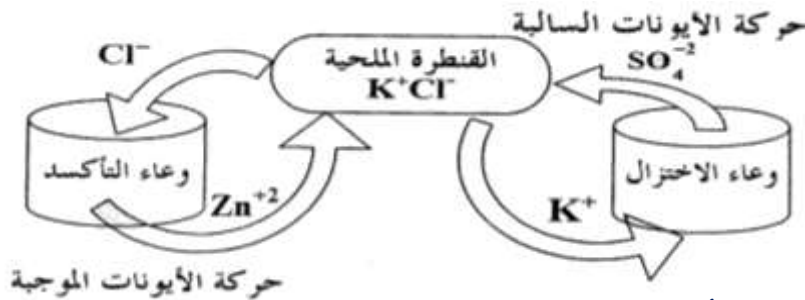 حركة الأيونات السالبة
Cl⁻
القنطرة الملحية
K⁺Cl⁻
SO₄⁻²
وعاء التأكسد
وعاء الاختزال
Zn⁺²
K⁺
حركة الأيونات الموجبة